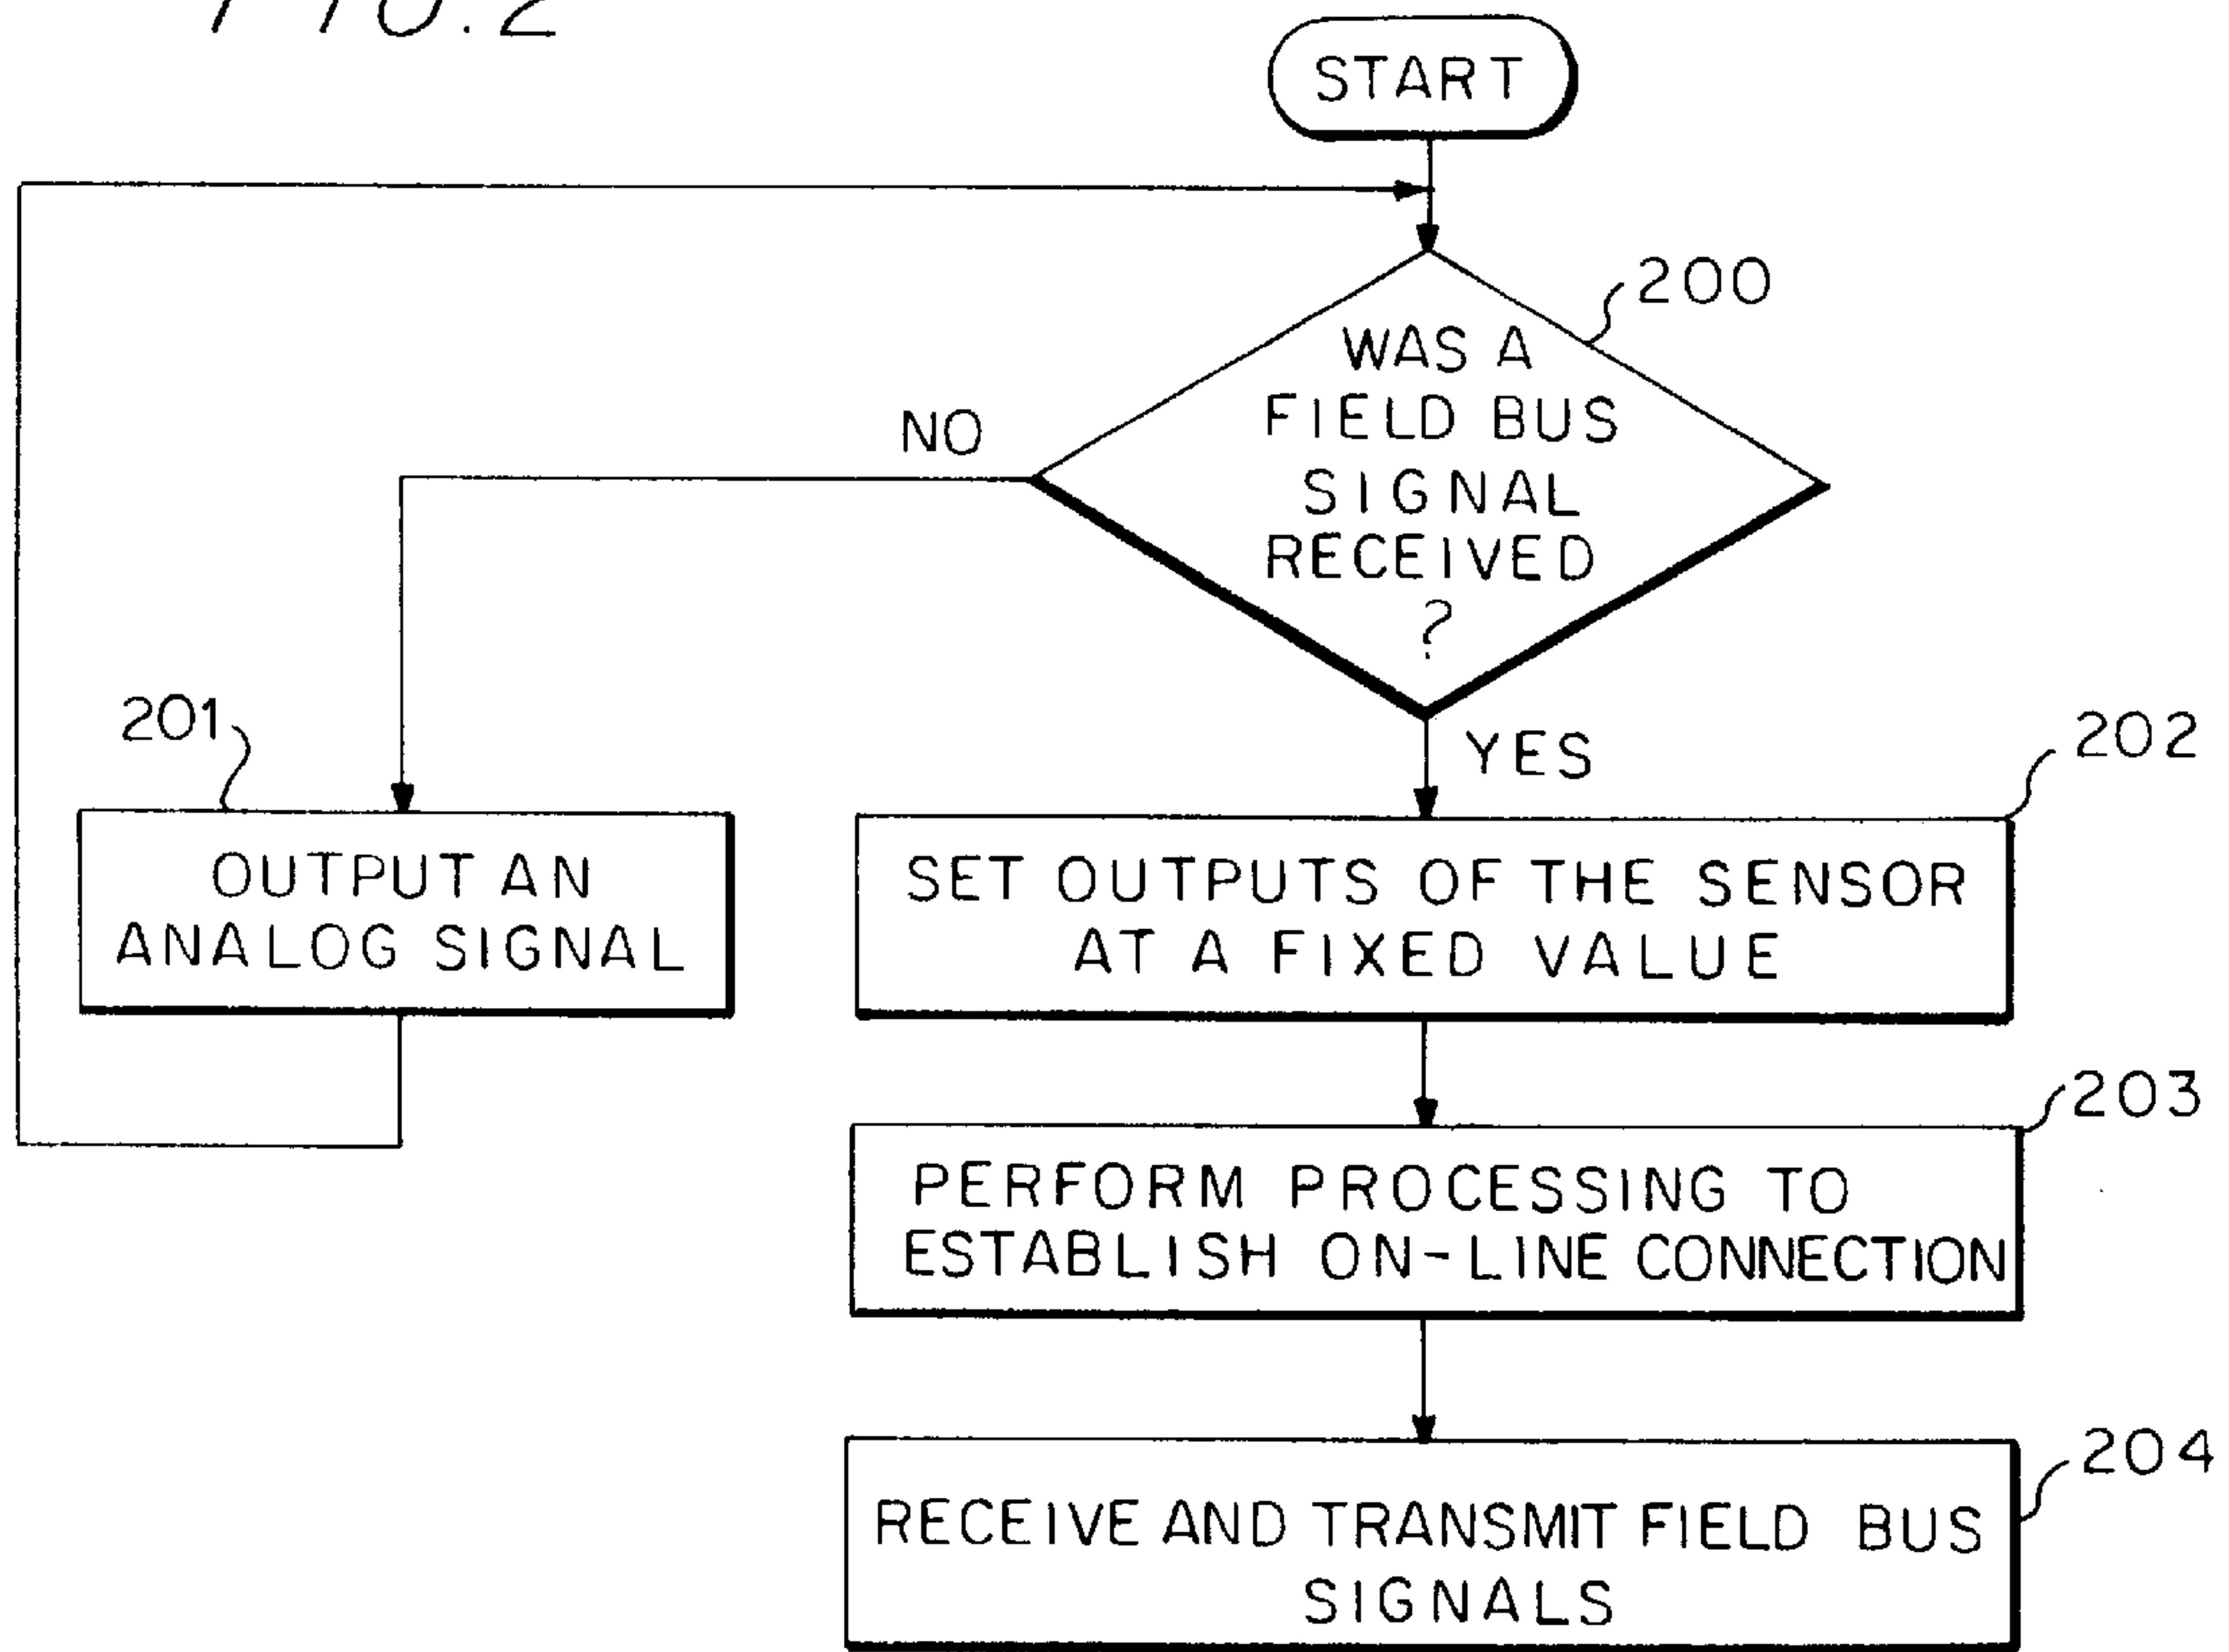 FIG. 2
START
200
WAS A
FIELD BUS
SIGNAL
RECEIVED
?
NO
YES
201
OUTPUT AN
ANALOG SIGNAL
202
SET OUTPUTS OF THE SENSOR
AT A FIXED VALUE
203
PERFORM PROCESSING TO
ESTABLISH ON-LINE CONNECTION
204
RECEIVE AND TRANSMIT FIELD BUS
SIGNALS